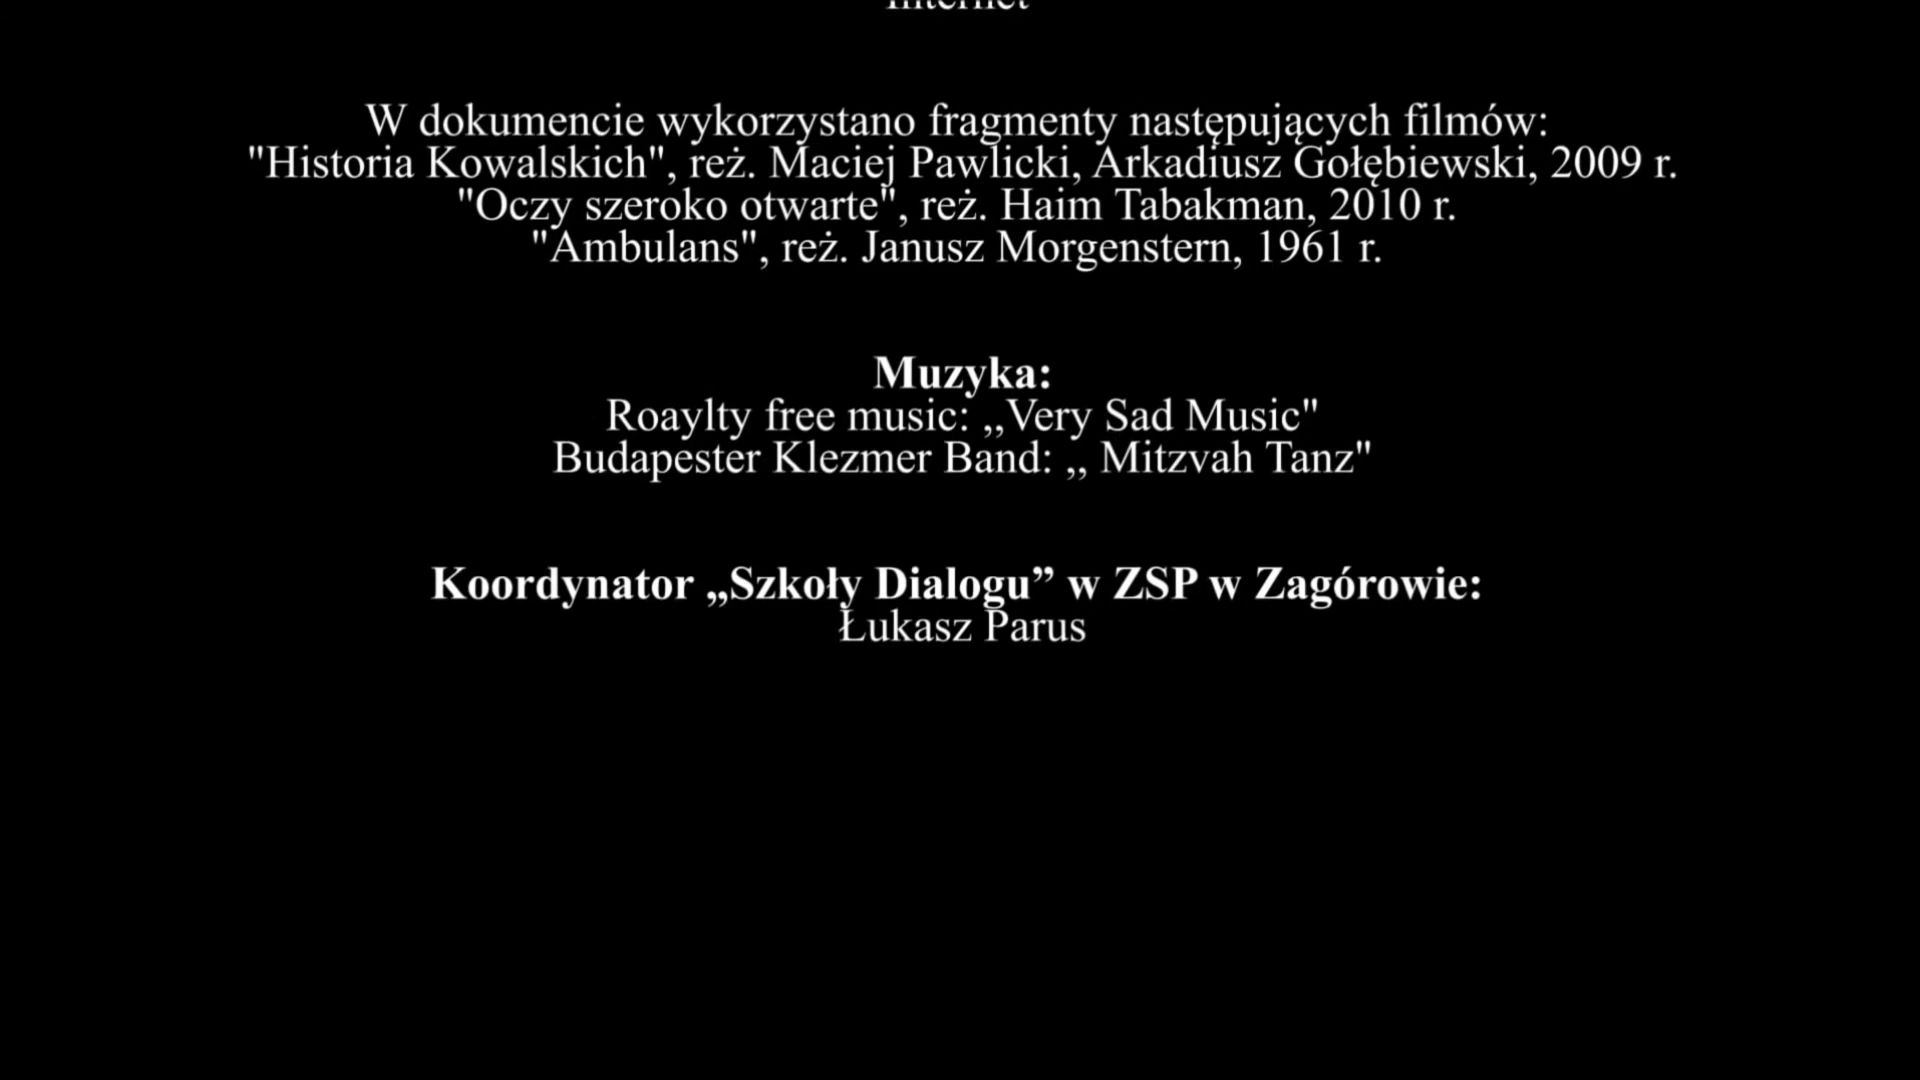 Internet
W dokumencie wykorzystano fragmenty następujących filmów:
"Historia Kowalskich", reż. Maciej Pawlicki, Arkadiusz Gołębiewski, 2009 r.
"Oczy szeroko otwarte", reż. Haim Tabakman, 2010 r.
"Ambulans", reż. Janusz Morgenstern, 1961 r.
Muzyka:
Roaylty free music: ,,Very Sad Music"
Budapester Klezmer Band: ,, Mitzvah Tanz"
Koordynator „Szkoły Dialogu” w ZSP w Zagórowie:
Łukasz Parus